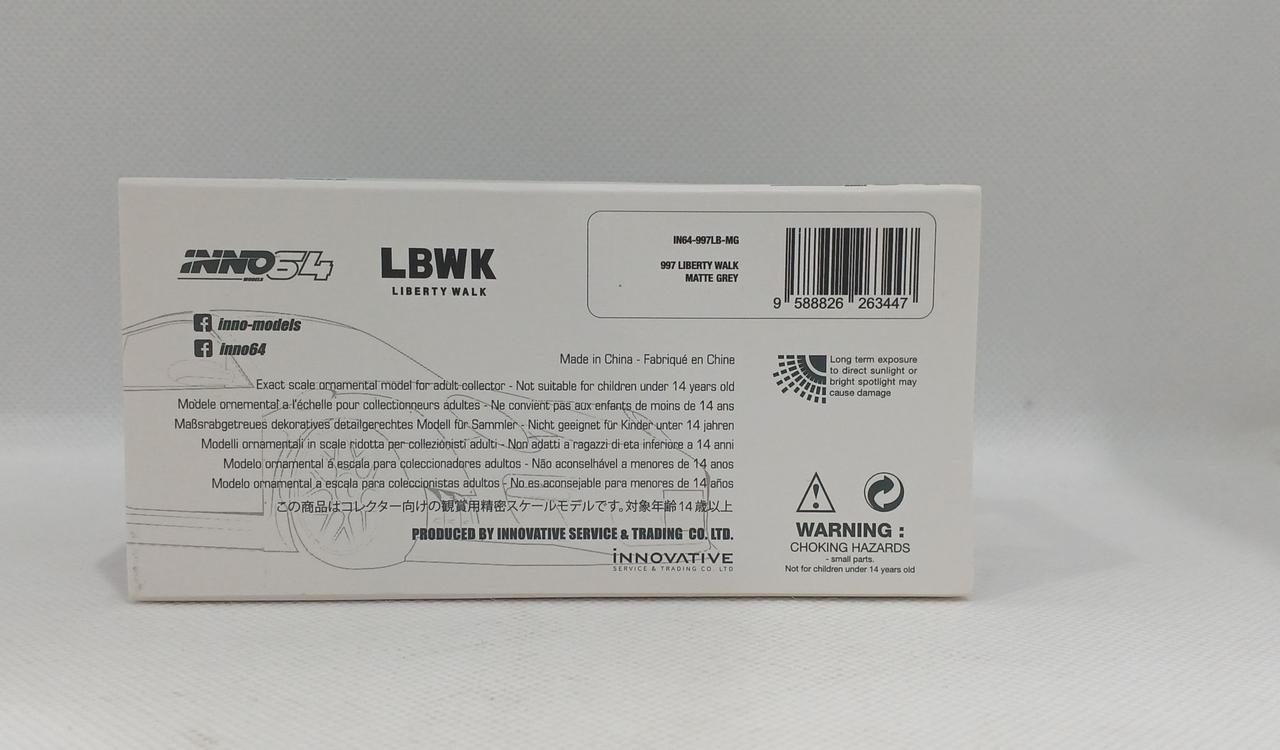 INNO64
MODELS
LBWK
LIBERTY WALK
IN64-997LB-MG
997 LIBERTY WALK
MATTE GREY
9 588826 263447
inno-models
inno64
Made in China - Fabriqué en Chine
Exact scale ornamental model for adult collector - Not suitable for children under 14 years old
Modele ornemental a l'échelle pour collectionneurs adultes - Ne convient pas aux enfants de moins de 14 ans
Maßsrabgetreues dekoratives detailgerechtes Modell für Sammler - Nicht geeignet für Kinder unter 14 jahren
Modelli ornamentali in scale ridotta per collezionisti adulti - Non adatti a ragazzi di eta inferiore a 14 anni
Modelo ornamental á escala para coleccionadores adultos - Não aconselhável a menores de 14 anos
Modelo ornamental a escala para coleccionistas adultos - No es aconsejable para menores de 14 años
この商品はコレクター向けの観賞用精密スケールモデルです。対象年齢14歳以上
PRODUCED BY INNOVATIVE SERVICE & TRADING CO. LTD.
iNNOVATIVE
SERVICE & TRADING CO. LTD
Long term exposure
to direct sunlight or
bright spotlight may
cause damage
WARNING :
CHOKING HAZARDS
- small parts.
Not for children under 14 years old